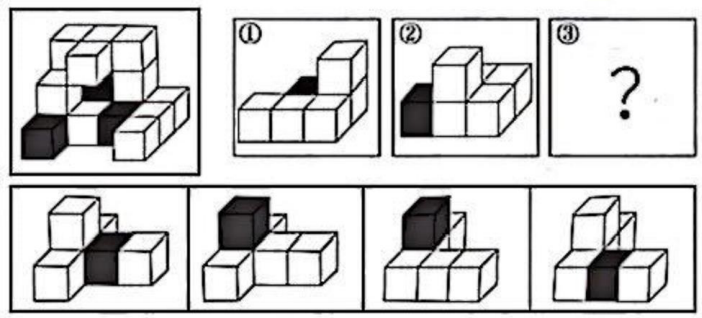 ① ② ③
?